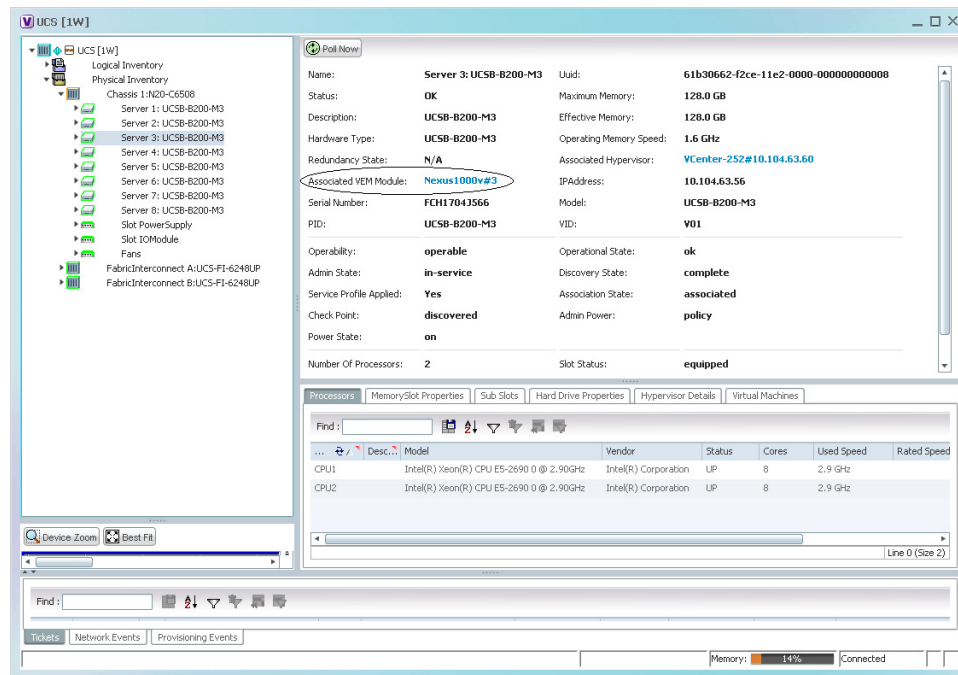 UCS [1W]
UCS [1W]
Logical Inventory
Physical Inventory
Chassis 1:N20-C6508
Server 1: UCSB-B200-M3
Server 2: UCSB-B200-M3
Server 3: UCSB-B200-M3
Server 4: UCSB-B200-M3
Server 5: UCSB-B200-M3
Server 6: UCSB-B200-M3
Server 7: UCSB-B200-M3
Server 8: UCSB-B200-M3
Slot PowerSupply
Slot IOModule
Fans
FabricInterconnect A:UCS-FI-6248UP
FabricInterconnect B:UCS-FI-6248UP
Device Zoom Best Fit
Poll Now
Name: Server 3: UCSB-B200-M3 Uuid: 61b30662-f2ce-11e2-0000-000000000008
Status: OK Maximum Memory: 128.0 GB
Description: UCSB-B200-M3 Effective Memory: 128.0 GB
Hardware Type: UCSB-B200-M3 Operating Memory Speed: 1.6 GHz
Redundancy State: N/A Associated Hypervisor: VCenter-252#10.104.63.60
Associated VEM Module: Nexus1000v#3 IPAddress: 10.104.63.56
Serial Number: FCH1704J566 Model: UCSB-B200-M3
PID: UCSB-B200-M3 VID: V01
Operability: operable Operational State: ok
Admin State: in-service Discovery State: complete
Service Profile Applied: Yes Association State: associated
Check Point: discovered Admin Power: policy
Power State: on
Number Of Processors: 2 Slot Status: equipped
Processors MemorySlot Properties Sub Slots Hard Drive Properties Hypervisor Details Virtual Machines
Find :
... Desc... Model Vendor Status Cores Used Speed Rated Speed
CPU1 Intel(R) Xeon(R) CPU E5-2690 0 @ 2.90GHz Intel(R) Corporation UP 8 2.9 GHz
CPU2 Intel(R) Xeon(R) CPU E5-2690 0 @ 2.90GHz Intel(R) Corporation UP 8 2.9 GHz
Line 0 (Size 2)
Find :
Tickets Network Events Provisioning Events
Memory: 14% Connected